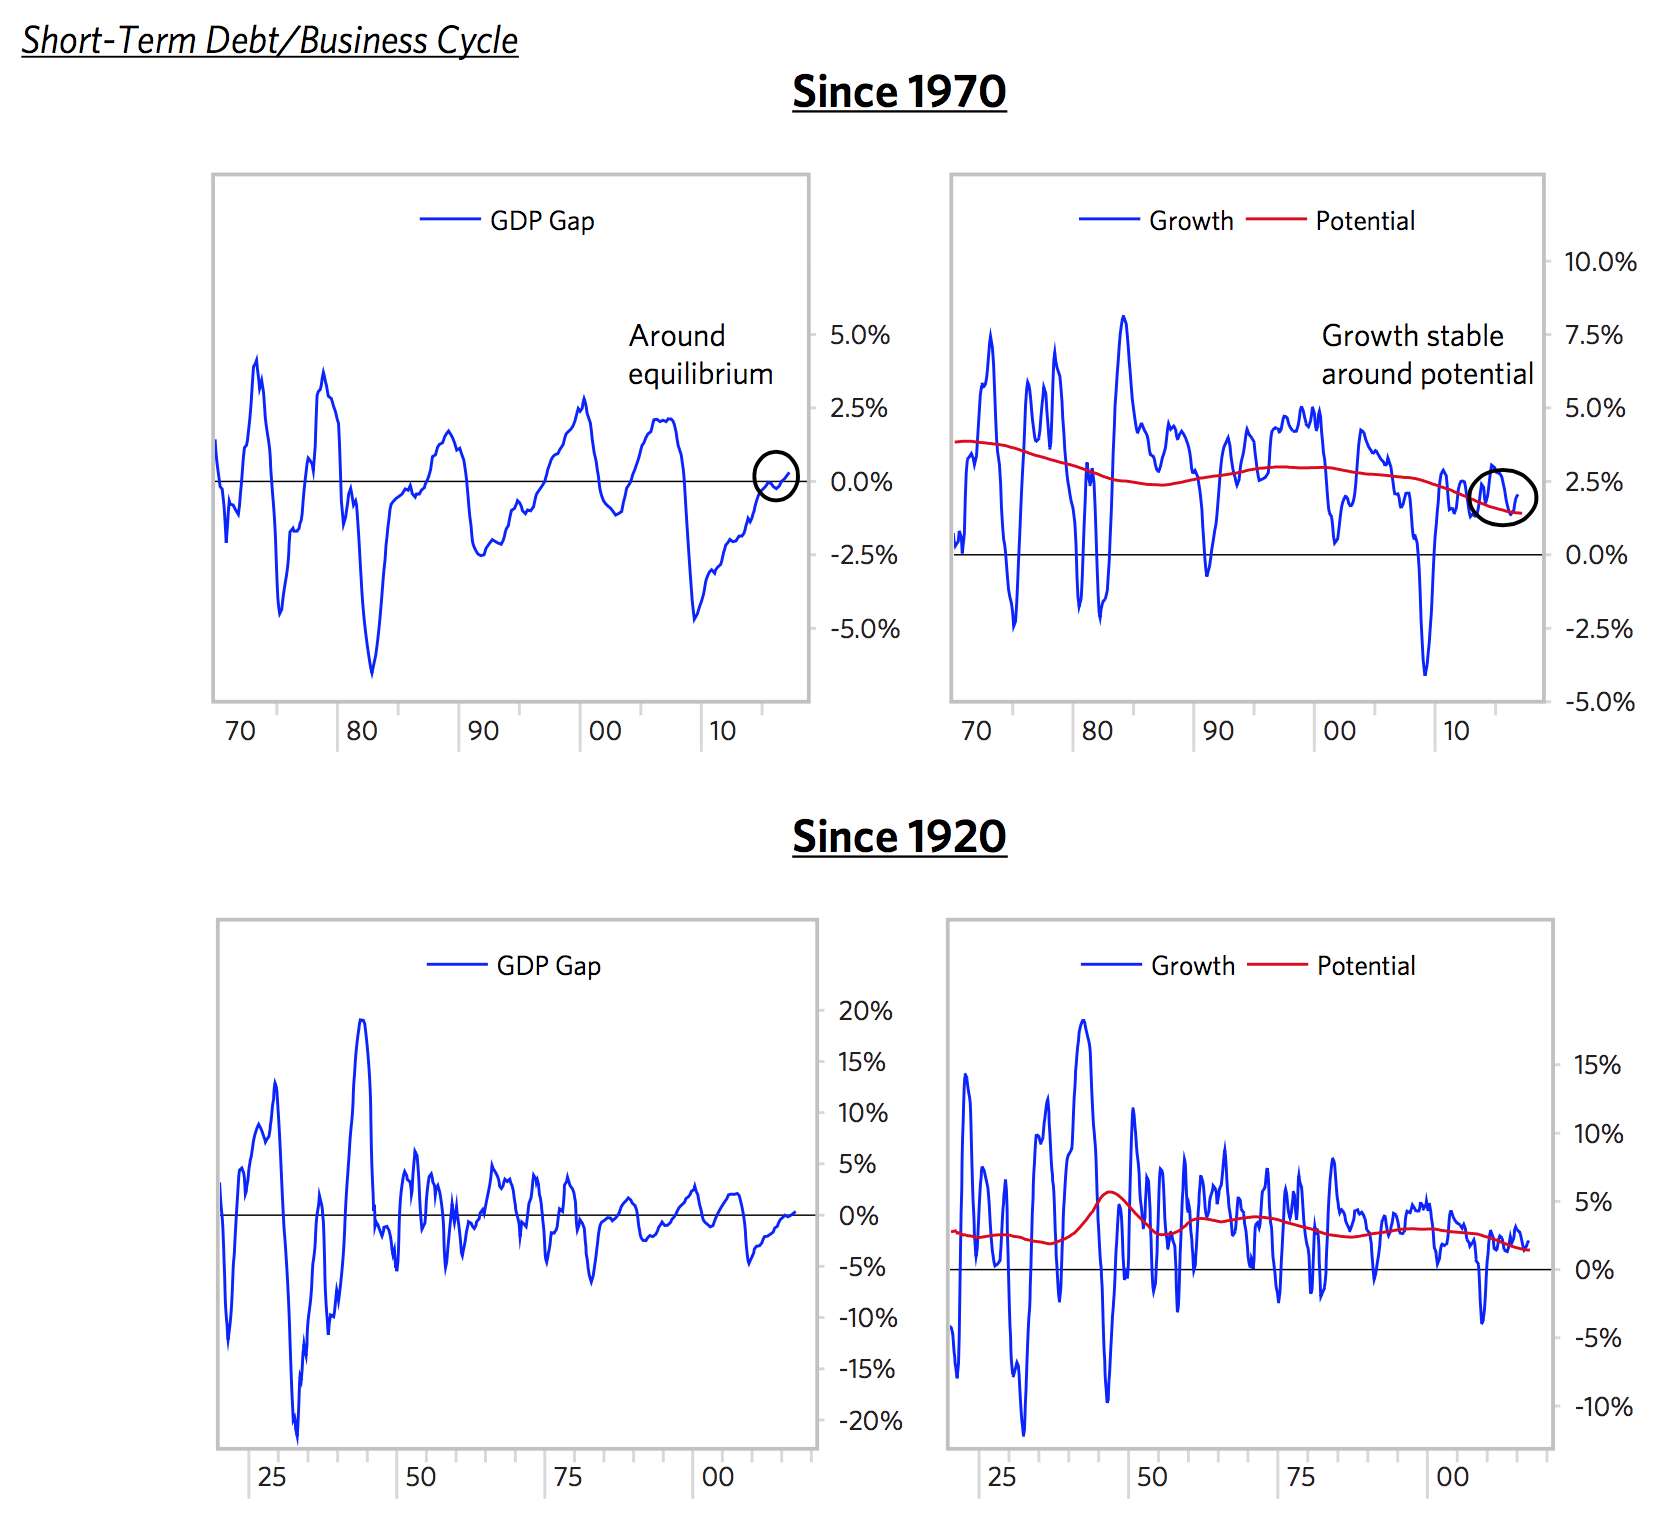 Short-Term Debt/Business Cycle
Since 1970
GDP Gap
Around
equilibrium
5.0%
2.5%
0.0%
-2.5%
-5.0%
70 80 90 00 10
Growth Potential
Growth stable
around potential
10.0%
7.5%
5.0%
2.5%
0.0%
-2.5%
-5.0%
70 80 90 00 10
Since 1920
GDP Gap
20%
15%
10%
5%
0%
-5%
-10%
-15%
-20%
25 50 75 00
Growth Potential
15%
10%
5%
0%
-5%
-10%
25 50 75 00